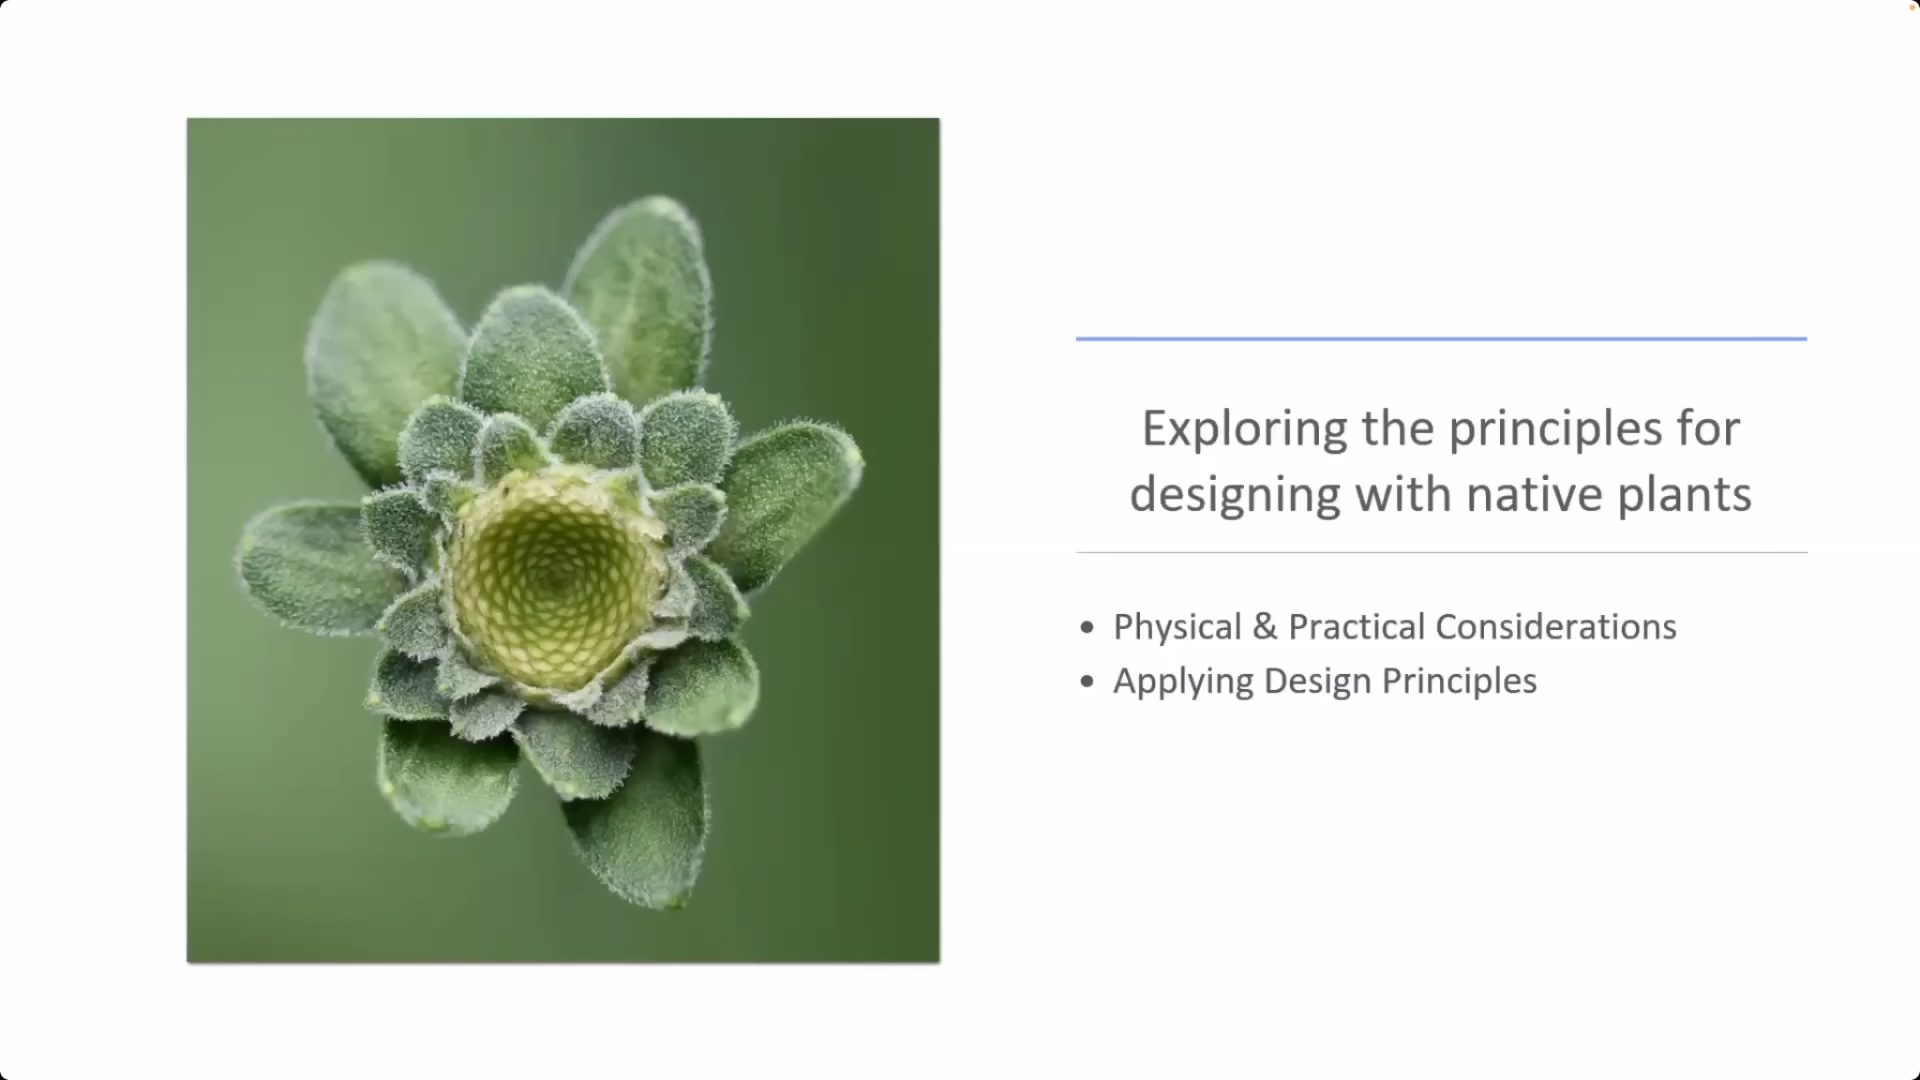 Exploring the principles for
designing with native plants
• Physical & Practical Considerations
• Applying Design Principles